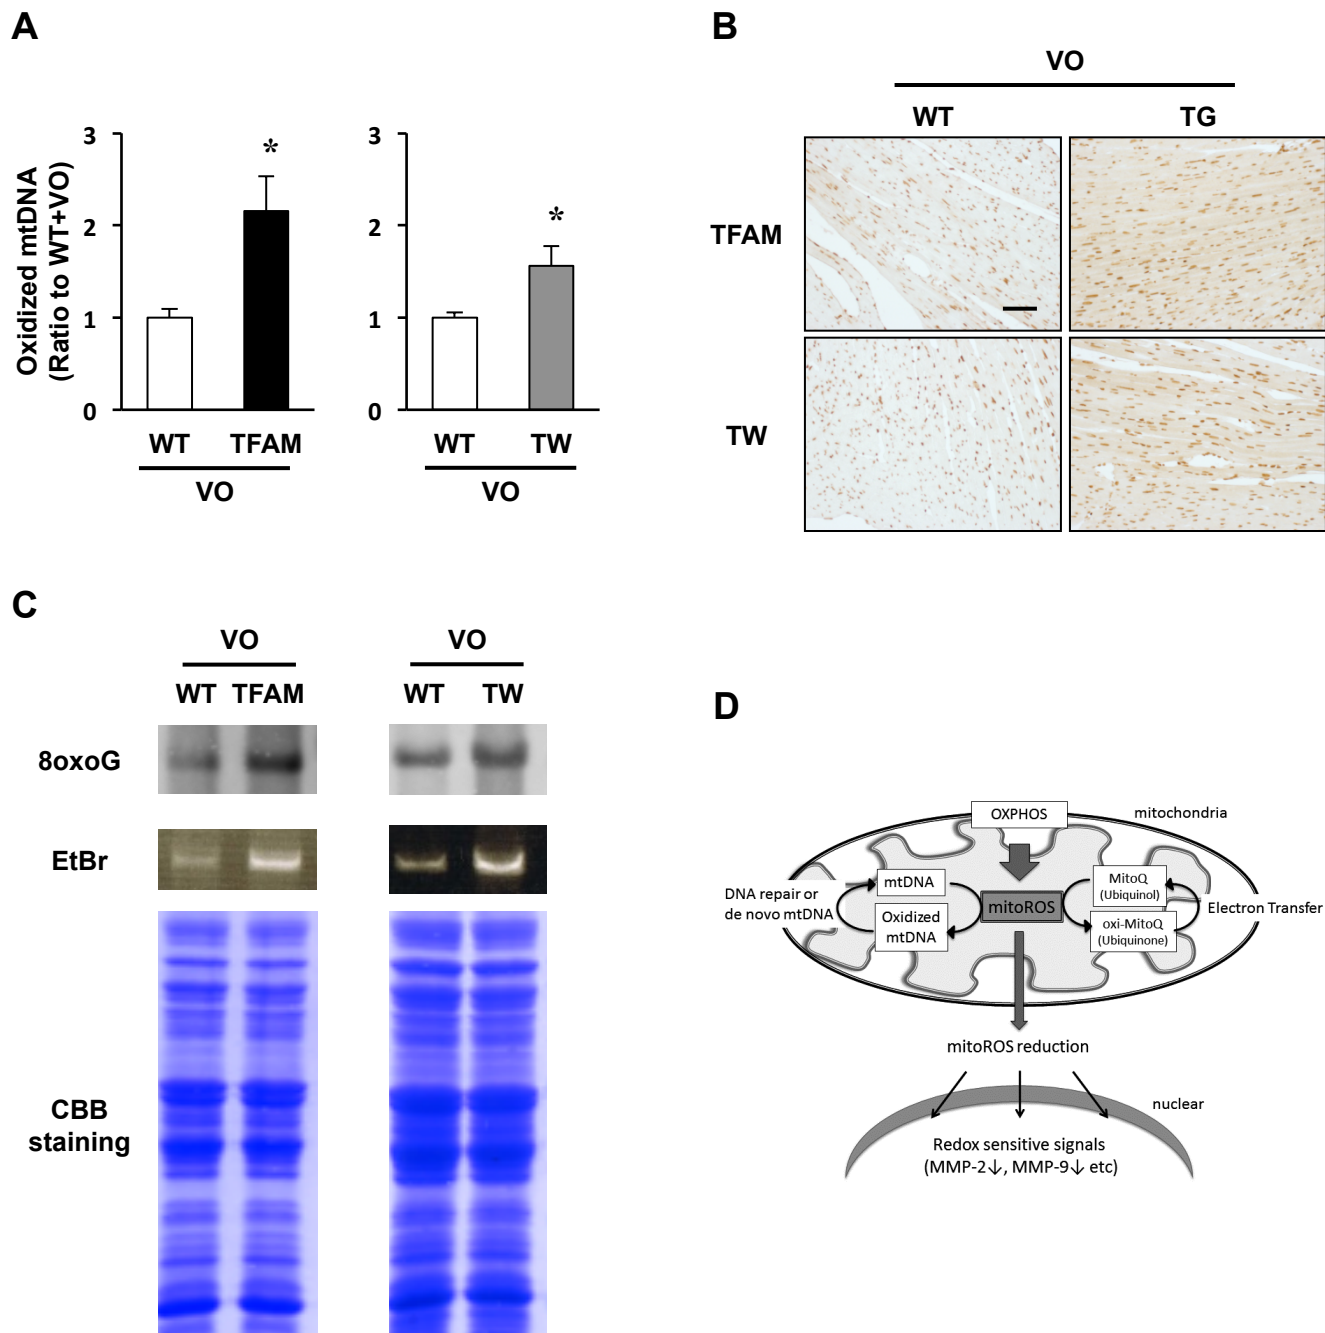 A
Oxidized mtDNA
(Ratio to WT+VO)
3
2
1
0
*
WT TFAM
VO
3
2
1
0
*
WT TW
VO
B
VO
WT TG
TFAM
TW
C
VO
WT TFAM
VO
WT TW
8oxoG
EtBr
CBB
staining
D
OXPHOS
mitochondria
DNA repair or
de novo mtDNA
mtDNA
Oxidized
mtDNA
mitoROS
MitoQ
(Ubiquinol)
oxi-MitoQ
(Ubiquinone)
Electron Transfer
mitoROS reduction
nuclear
Redox sensitive signals
(MMP-2↓, MMP-9↓ etc)